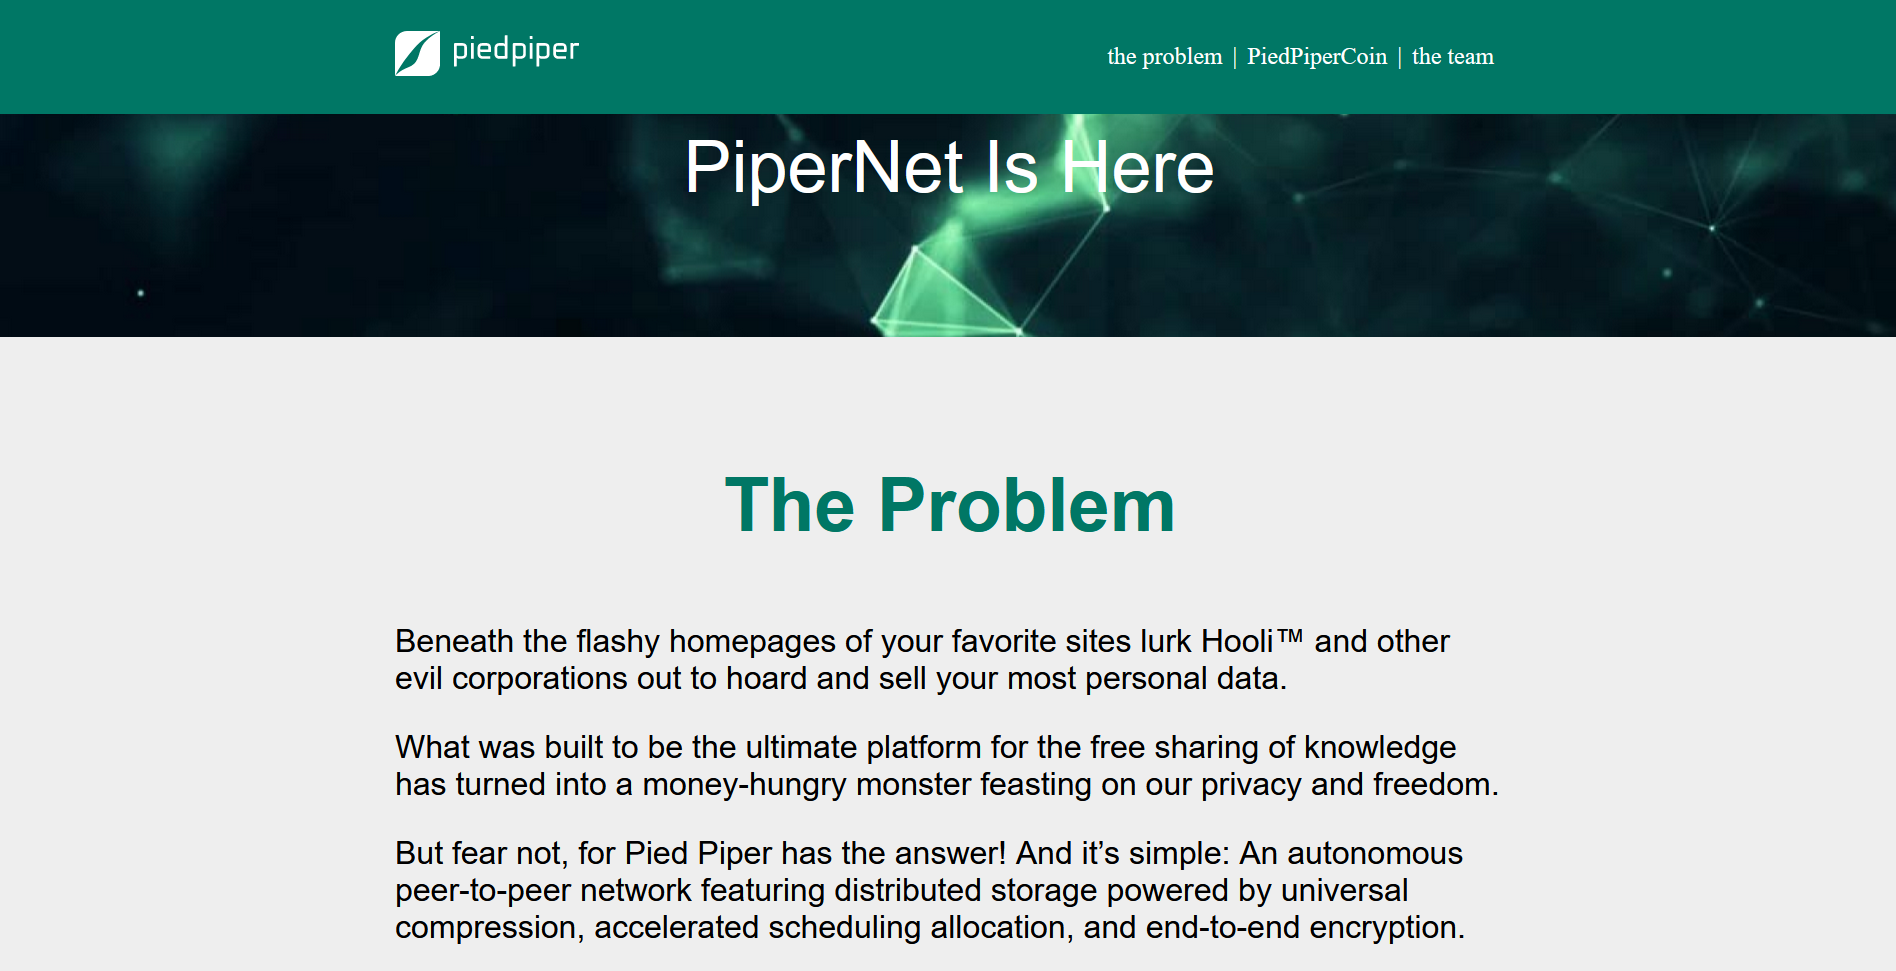 piedpiper
the problem | PiedPiperCoin | the team
PiperNet Is Here
The Problem
Beneath the flashy homepages of your favorite sites lurk Hooli™ and other
evil corporations out to hoard and sell your most personal data.
What was built to be the ultimate platform for the free sharing of knowledge
has turned into a money-hungry monster feasting on our privacy and freedom.
But fear not, for Pied Piper has the answer! And it’s simple: An autonomous
peer-to-peer network featuring distributed storage powered by universal
compression, accelerated scheduling allocation, and end-to-end encryption.